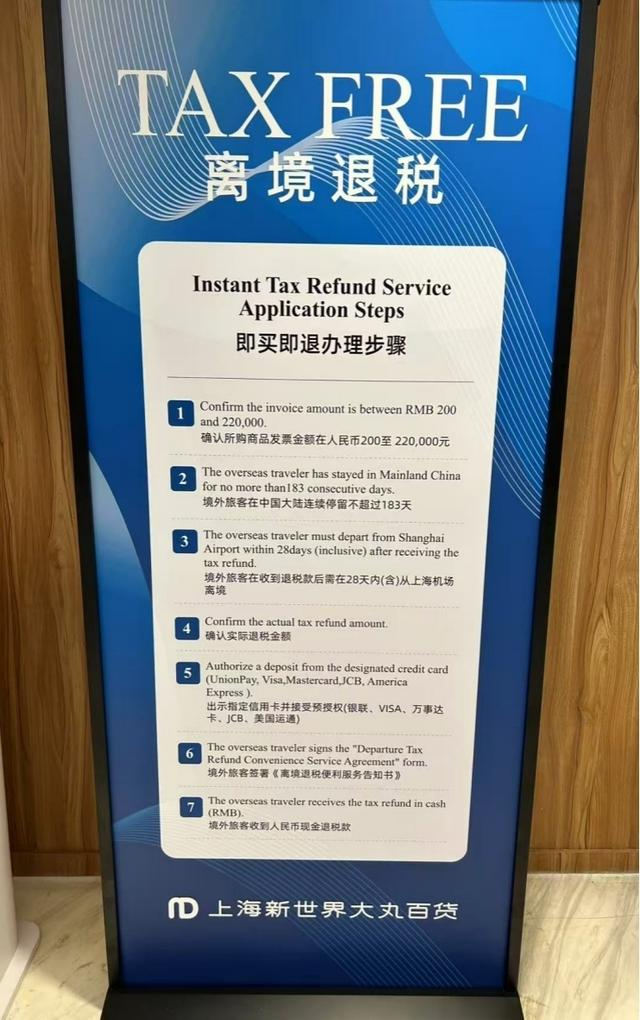 TAX FREE
离境退税
Instant Tax Refund Service
Application Steps
即买即退办理步骤
1
Confirm the invoice amount is between RMB 200
and 220,000.
确认所购商品发票金额在人民币200至 220,000元
2
The overseas traveler has stayed in Mainland China
for no more than183 consecutive days.
境外旅客在中国大陆连续停留不超过183天
3
The overseas traveler must depart from Shanghai
Airport within 28days (inclusive) after receiving the
tax refund.
境外旅客在收到退税款后需在28天内(含)从上海机场
离境
4
Confirm the actual tax refund amount.
确认实际退税金额
5
Authorize a deposit from the designated credit card
(UnionPay, Visa,Mastercard,JCB, America
Express ).
出示指定信用卡并接受预授权(银联、VISA、万事达
卡、JCB、美国运通)
6
The overseas traveler signs the "Departure Tax
Refund Convenience Service Agreement" form.
境外旅客签署《离境退税便利服务告知书》
7
The overseas traveler receives the tax refund in cash
(RMB).
境外旅客收到人民币现金退税款
上海新世界大丸百货